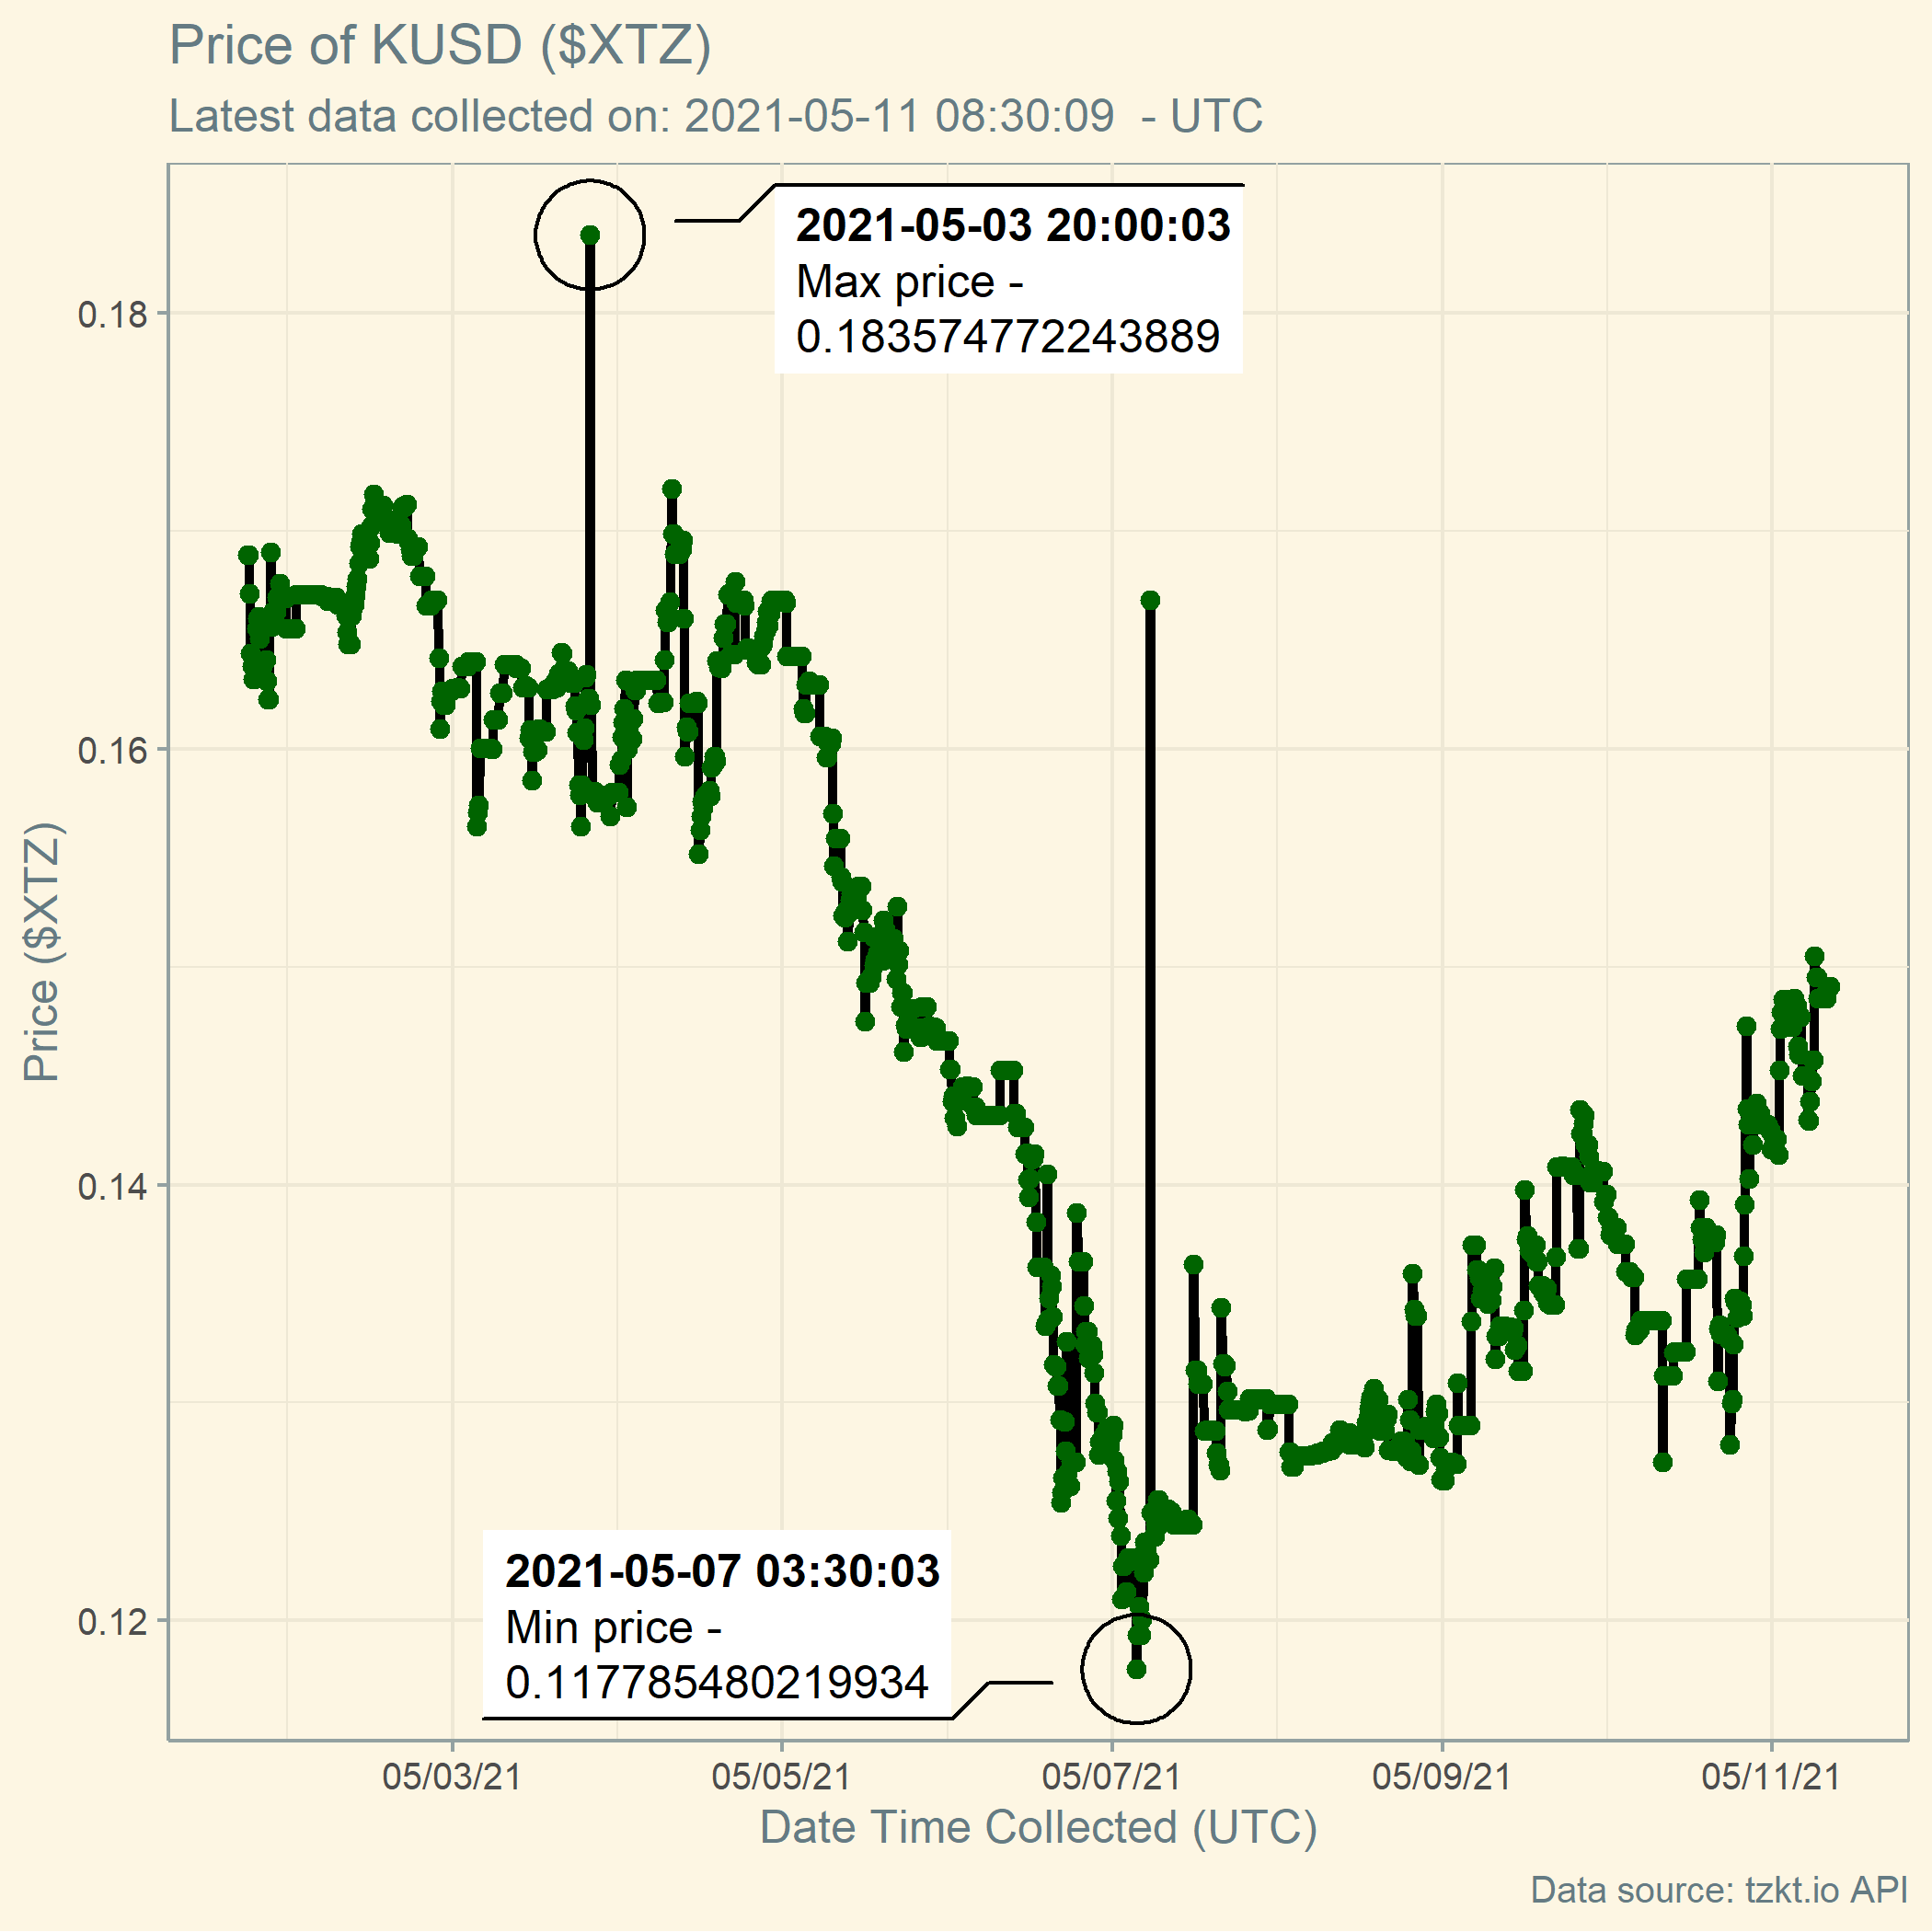 Price of KUSD ($XTZ)
Latest data collected on: 2021-05-11 08:30:09  - UTC
2021-05-03 20:00:03
Max price -
0.183574772243889
0.18
0.16
0.14
0.12
Price ($XTZ)
2021-05-07 03:30:03
Min price -
0.117785480219934
05/03/21
05/05/21
05/07/21
05/09/21
05/11/21
Date Time Collected (UTC)
Data source: tzkt.io API